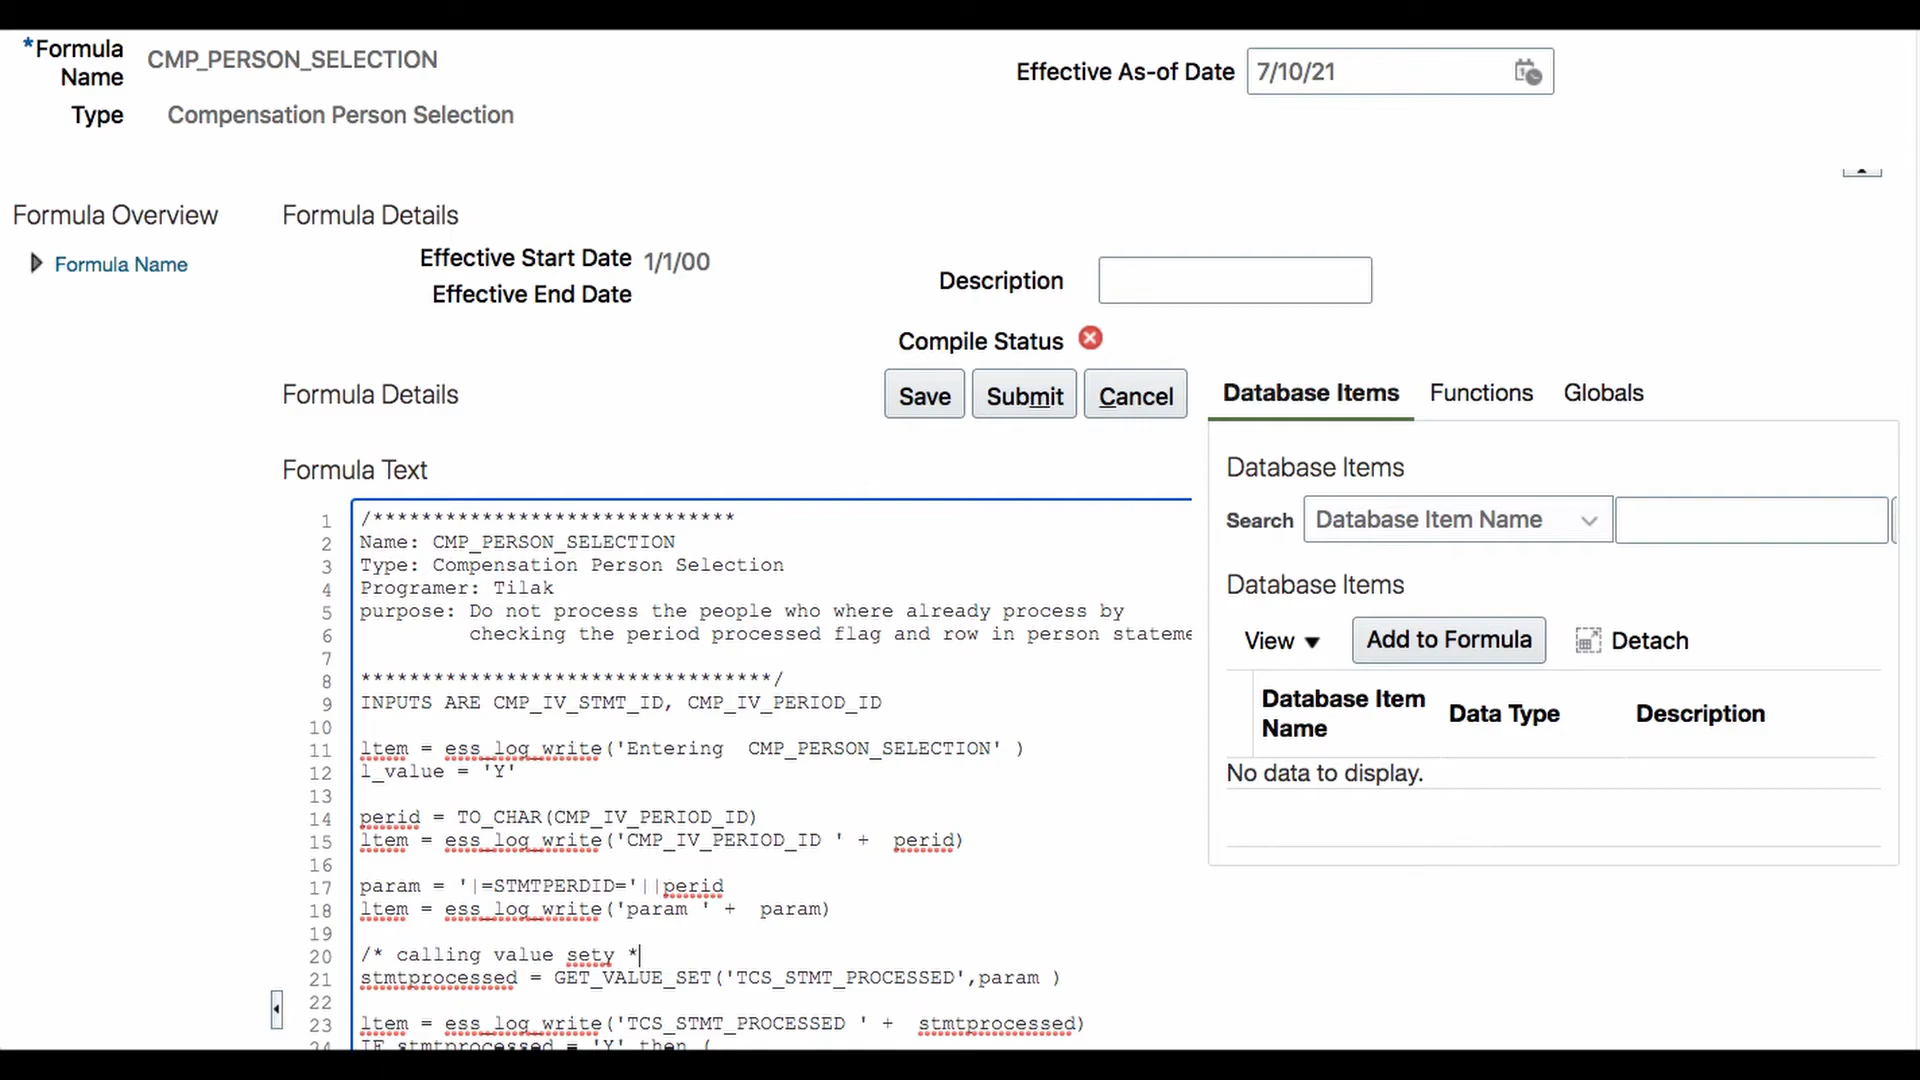 *Formula Name CMP_PERSON_SELECTION
Effective As-of Date 7/10/21
Type Compensation Person Selection
Formula Overview
Formula Name
Formula Details
Effective Start Date 1/1/00
Effective End Date
Description
Compile Status
Formula Details
Save Submit Cancel
Formula Text
1 /******************************
2 Name: CMP_PERSON_SELECTION
3 Type: Compensation Person Selection
4 Programer: Tilak
5 purpose: Do not process the people who where already process by
6 checking the period processed flag and row in person stateme
7
8 **********************************/
9 INPUTS ARE CMP_IV_STMT_ID, CMP_IV_PERIOD_ID
10
11 ltem = ess_log_write('Entering  CMP_PERSON_SELECTION' )
12 l_value = 'Y'
13
14 perid = TO_CHAR(CMP_IV_PERIOD_ID)
15 ltem = ess_log_write('CMP_IV_PERIOD_ID ' +  perid)
16
17 param = '|=STMTPERDID='||perid
18 ltem = ess_log_write('param ' +  param)
19
20 /* calling value sety *
21 stmtprocessed = GET_VALUE_SET('TCS_STMT_PROCESSED',param )
22
23 ltem = ess_log_write('TCS_STMT_PROCESSED ' +  stmtprocessed)
24 IF stmtprocessed = 'Y' then (
Database Items Functions Globals
Database Items
Search Database Item Name
Database Items
View Add to Formula Detach
Database Item Name Data Type Description
No data to display.